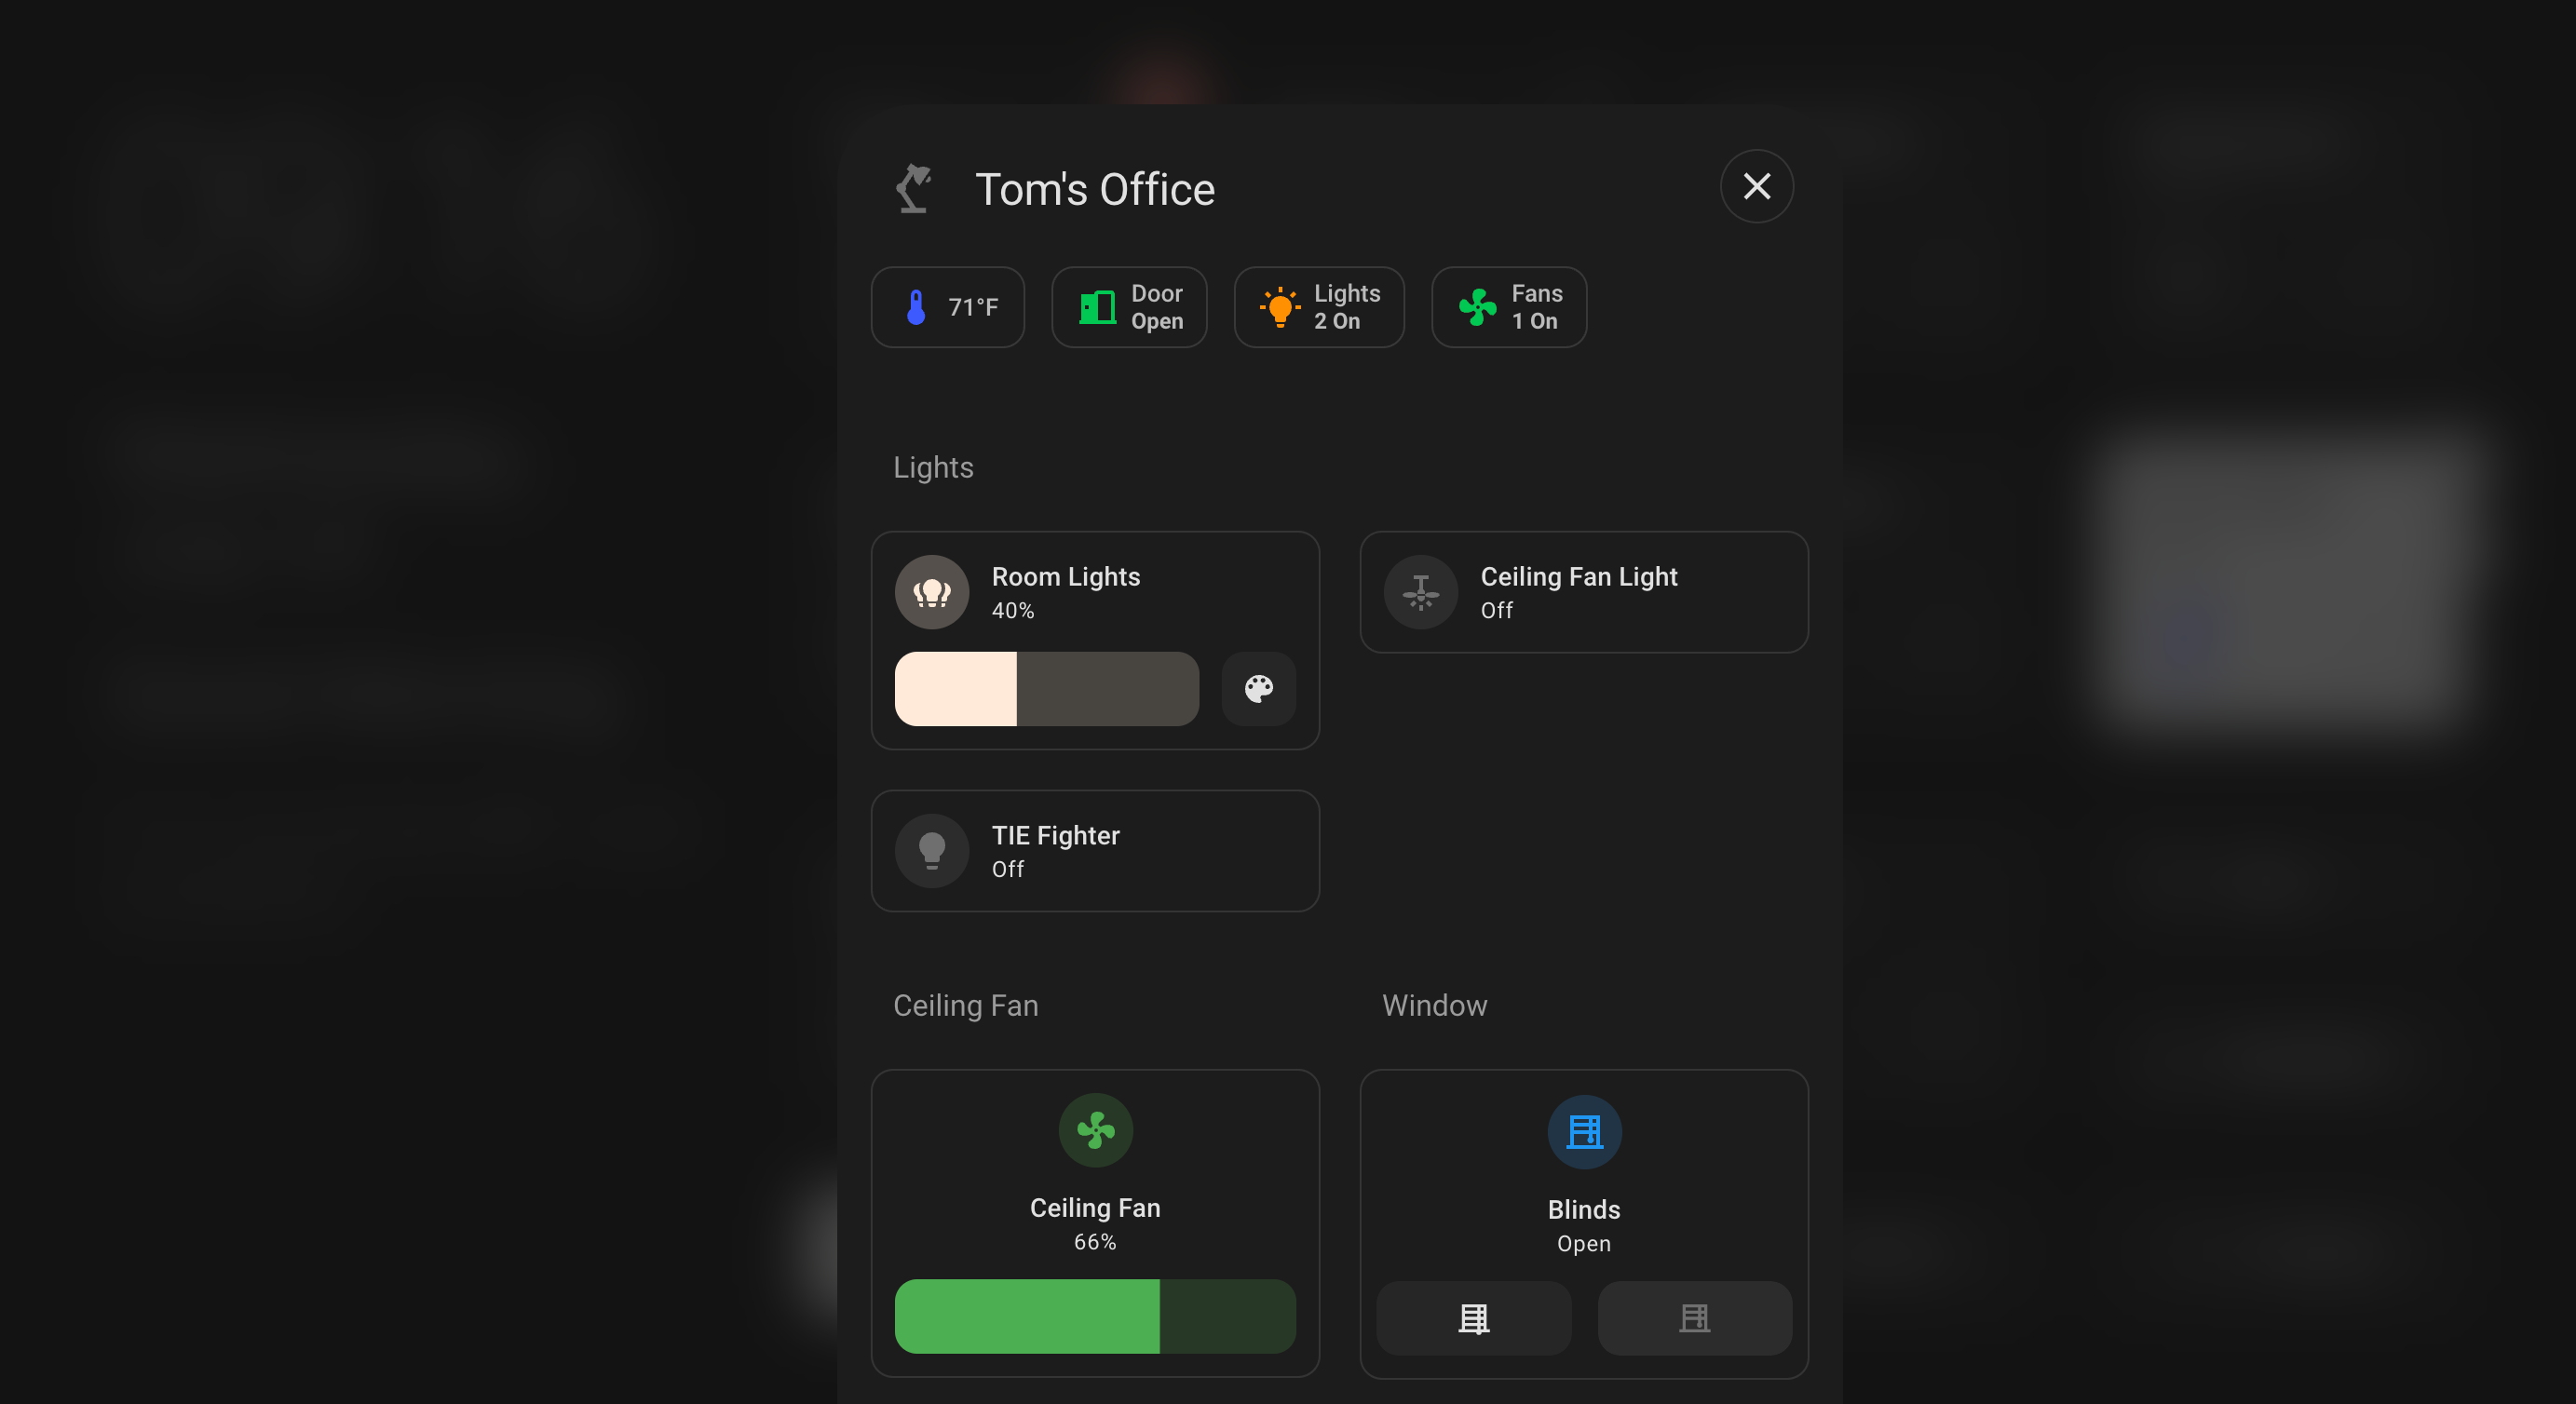 Tom's Office
71°F
Door
Open
Lights
2 On
Fans
1 On
Lights
Room Lights
40%
Ceiling Fan Light
Off
TIE Fighter
Off
Ceiling Fan
Window
Ceiling Fan
66%
Blinds
Open